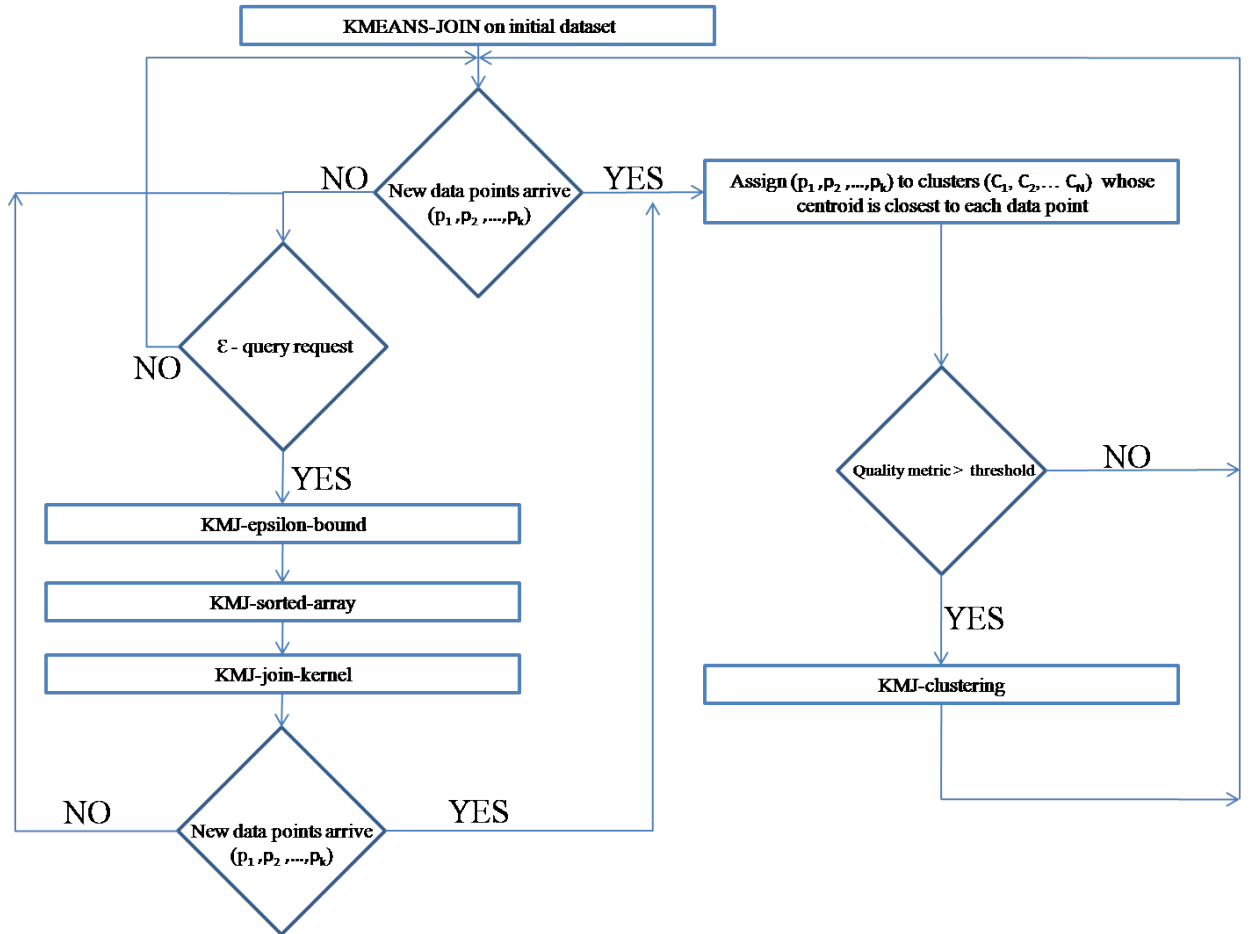 KMEANS-JOIN on initial dataset
New data points arrive
(p₁ ,p₂ ,...,pₖ)
NO
YES
Assign (p₁ ,p₂ ,...,pₖ) to clusters (C₁, C₂,... C_N) whose
centroid is closest to each data point
Ɛ - query request
NO
YES
Quality metric > threshold
NO
YES
KMJ-epsilon-bound
KMJ-sorted-array
KMJ-join-kernel
KMJ-clustering
New data points arrive
(p₁ ,p₂ ,...,pₖ)
NO
YES